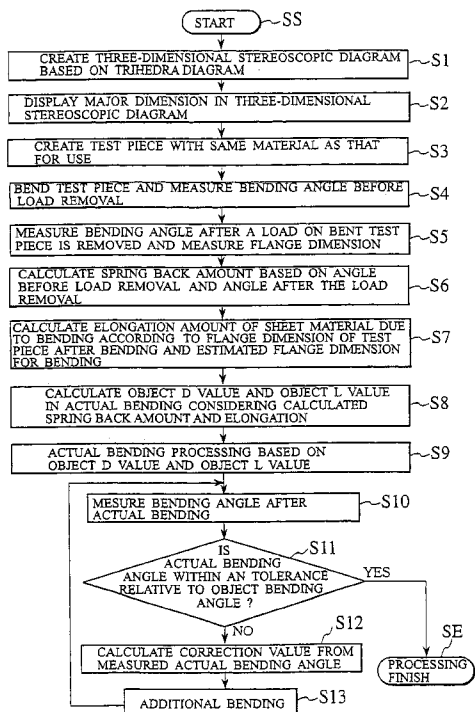 START
SS
CREATE THREE-DIMENSIONAL STEREOSCOPIC DIAGRAM
BASED ON TRIHEDRA DIAGRAM
S1
DISPLAY MAJOR DIMENSION IN THREE-DIMENSIONAL
STEREOSCOPIC DIAGRAM
S2
CREATE TEST PIECE WITH SAME MATERIAL AS THAT
FOR USE
S3
BEND TEST PIECE AND MEASURE BENDING ANGLE BEFORE
LOAD REMOVAL
S4
MEASURE BENDING ANGLE AFTER A LOAD ON BENT TEST
PIECE IS REMOVED AND MEASURE FLANGE DIMENSION
S5
CALCULATE SPRING BACK AMOUNT BASED ON ANGLE
BEFORE LOAD REMOVAL AND ANGLE AFTER THE LOAD
REMOVAL
S6
CALCULATE ELONGATION AMOUNT OF SHEET MATERIAL DUE
TO BENDING ACCORDING TO FLANGE DIMENSION OF TEST
PIECE AFTER BENDING AND ESTIMATED FLANGE DIMENSION
FOR BENDING
S7
CALCULATE OBJECT D VALUE AND OBJECT L VALUE
IN ACTUAL BENDING CONSIDERING CALCULATED
SPRING BACK AMOUNT AND ELONGATION
S8
ACTUAL BENDING PROCESSING BASED ON
OBJECT D VALUE AND OBJECT L VALUE
S9
MESURE BENDING ANGLE AFTER
ACTUAL BENDING
S10
IS
ACTUAL BENDING
ANGLE WITHIN AN TOLERANCE
RELATIVE TO OBJECT BENDING
ANGLE ?
S11
YES
NO
CALCULATE CORRECTION VALUE FROM
MEASURED ACTUAL BENDING ANGLE
S12
SE
PROCESSING
FINISH
ADDITIONAL BENDING
S13